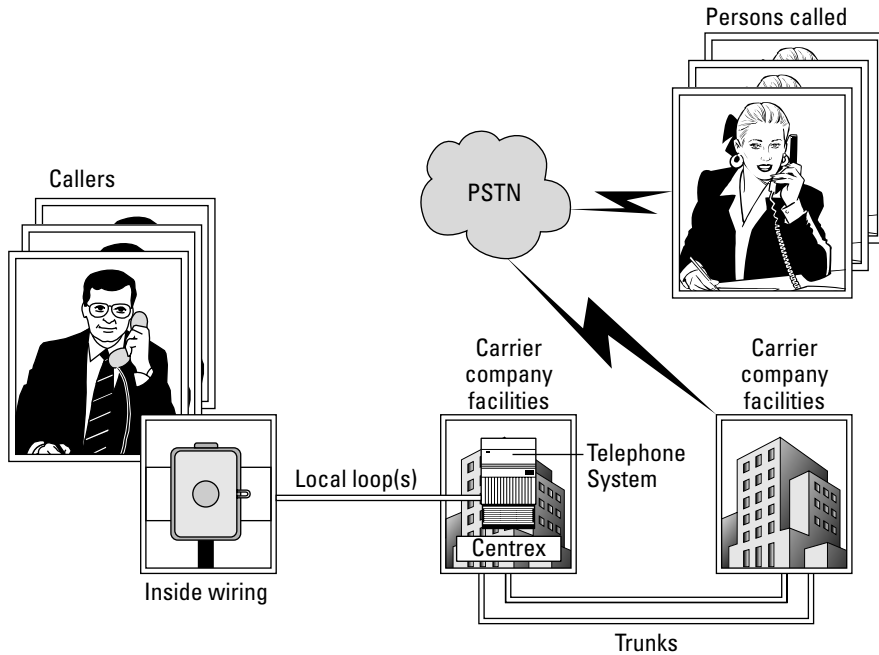 Persons called
Callers
PSTN
Carrier
company
facilities
Carrier
company
facilities
Telephone
System
Local loop(s)
Centrex
Inside wiring
Trunks